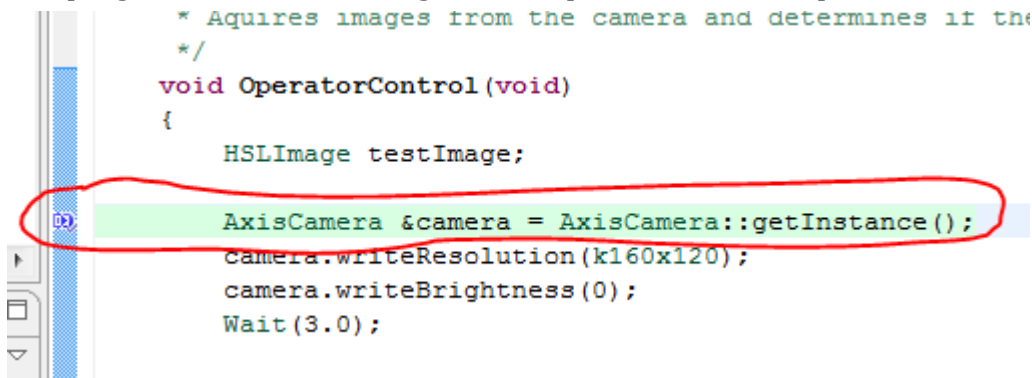 * Aquires images from the camera and determines if the
*/
void OperatorControl(void)
{
HSLImage testImage;
AxisCamera &camera = AxisCamera::getInstance();
camera.writeResolution(k160x120);
camera.writeBrightness(0);
Wait(3.0);